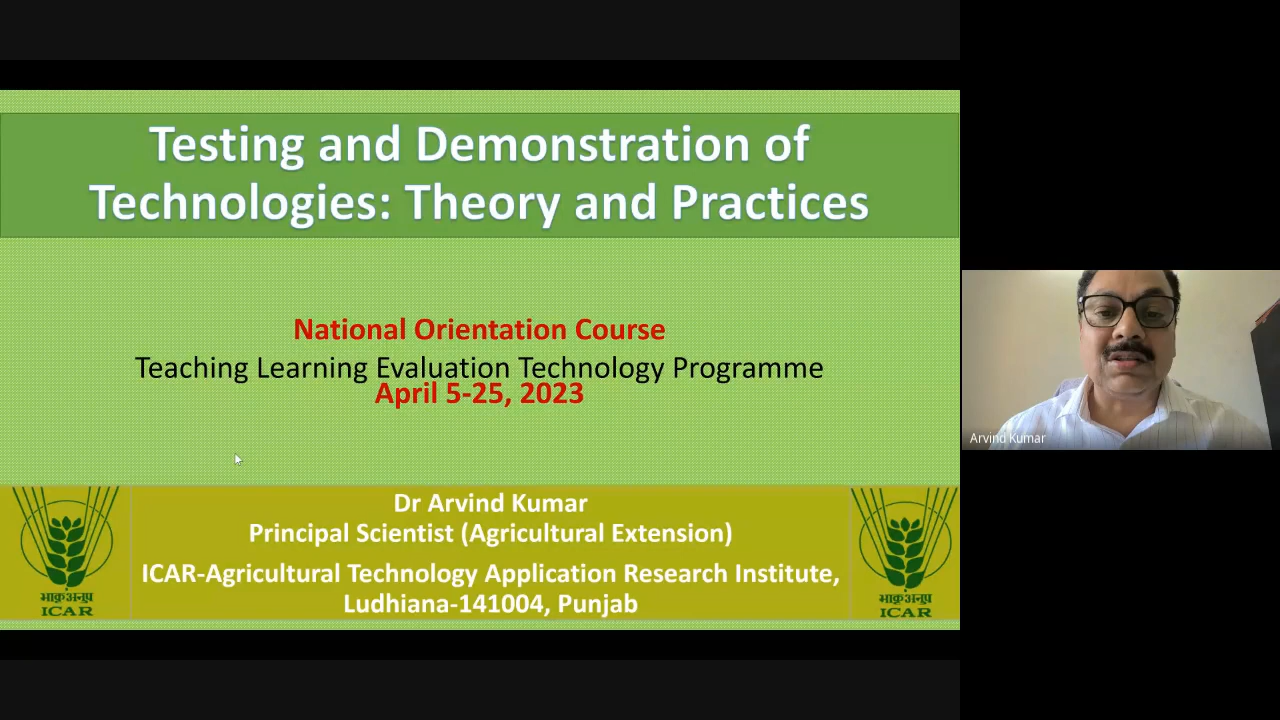 Testing and Demonstration of
Technologies: Theory and Practices
National Orientation Course
Teaching Learning Evaluation Technology Programme
April 5-25, 2023
Dr Arvind Kumar
Principal Scientist (Agricultural Extension)
ICAR-Agricultural Technology Application Research Institute,
Ludhiana-141004, Punjab
भाकृअनुप
ICAR
भाकृअनुप
ICAR
Arvind Kumar